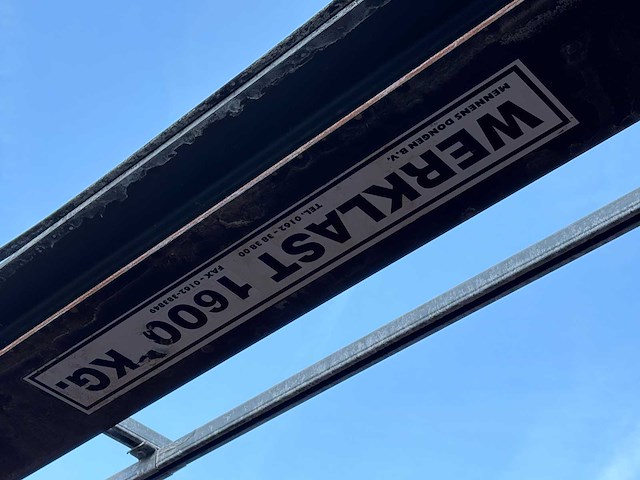 WERKLAST 1600 KG.
MENNENS DONGEN B.V. TEL. 0162 - 38 38 00 FAX - 0162-383849